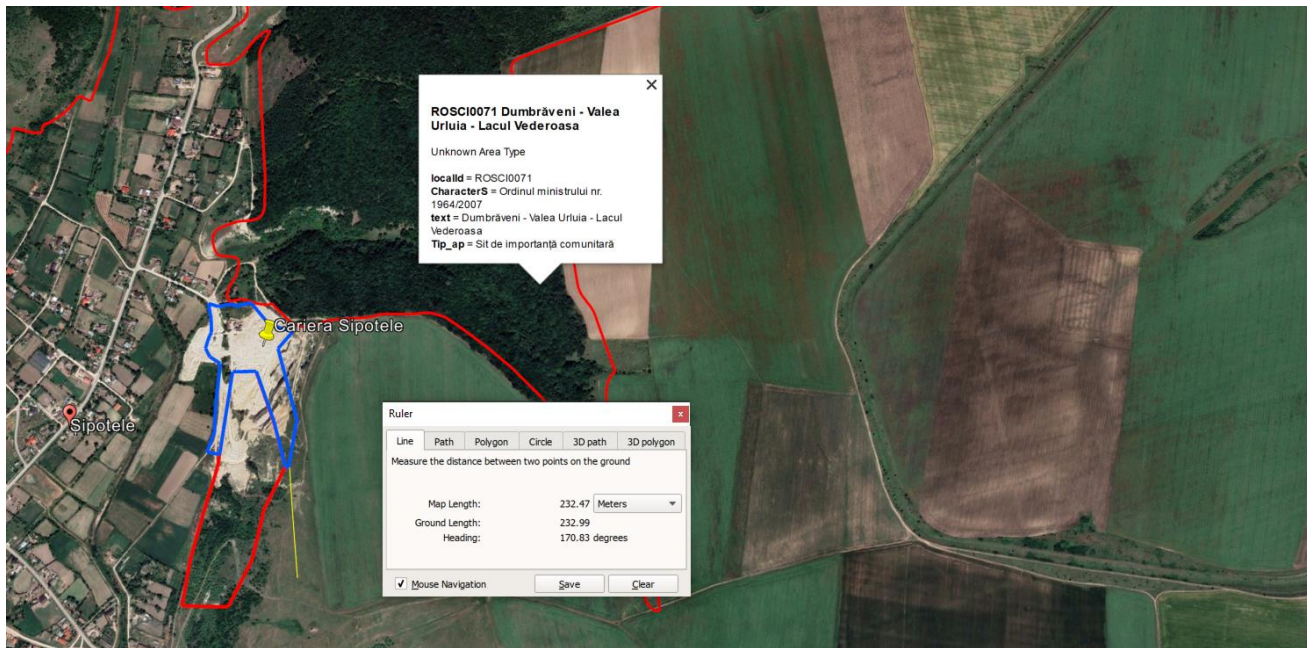 ROSCI0071 Dumbrăveni - Valea
Urluia - Lacul Vederoasa
Unknown Area Type
localId = ROSCI0071
CharacterS = Ordinul ministrului nr.
1964/2007
text = Dumbrăveni - Valea Urluia - Lacul
Vederoasa
Tip_ap = Sit de importanță comunitară
Cariera Sipotele
Sipotele
Ruler
x
Line Path Polygon Circle 3D path 3D polygon
Measure the distance between two points on the ground
Map Length: 232.47 Meters
Ground Length: 232.99
Heading: 170.83 degrees
Mouse Navigation Save Clear